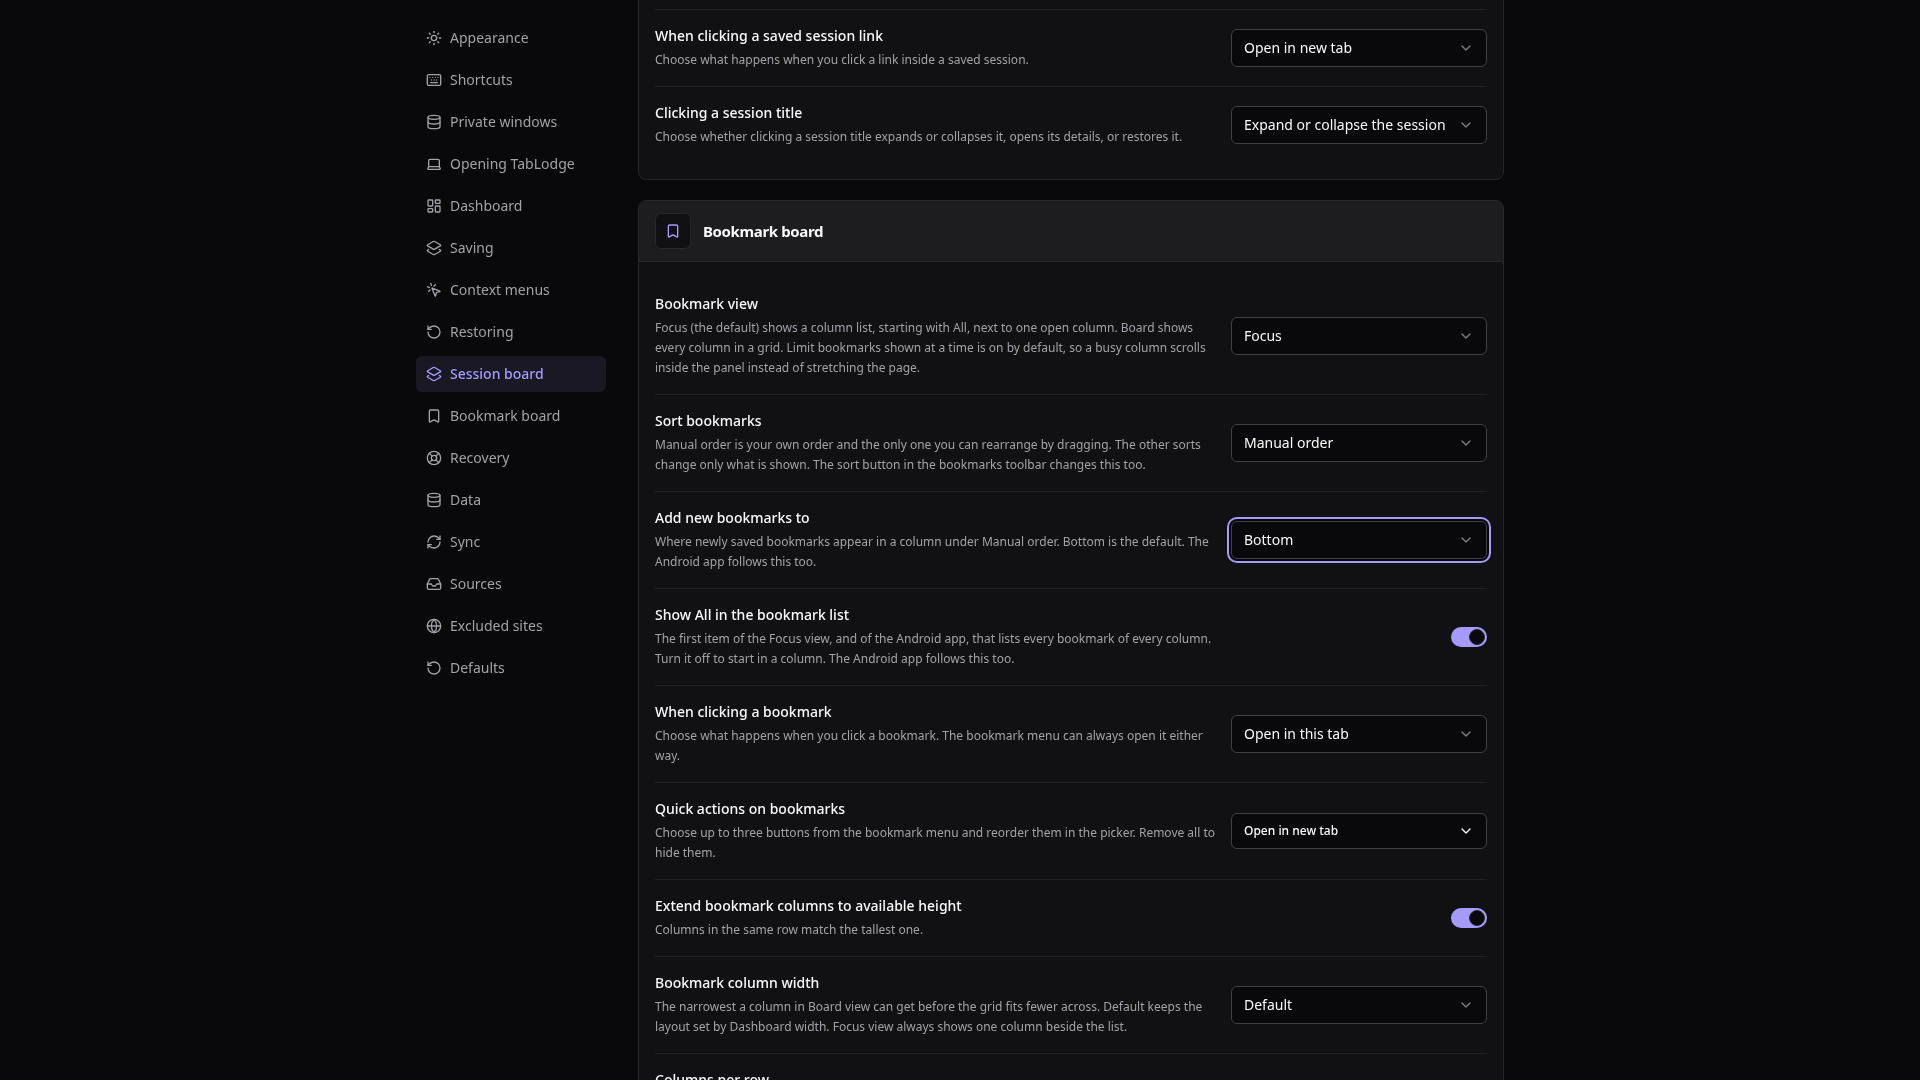 Appearance
Shortcuts
Private windows
Opening TabLodge
Dashboard
Saving
Context menus
Restoring
Session board
Bookmark board
Recovery
Data
Sync
Sources
Excluded sites
Defaults
When clicking a saved session link
Choose what happens when you click a link inside a saved session.
Open in new tab
Clicking a session title
Choose whether clicking a session title expands or collapses it, opens its details, or restores it.
Expand or collapse the session
Bookmark board
Bookmark view
Focus (the default) shows a column list, starting with All, next to one open column. Board shows
every column in a grid. Limit bookmarks shown at a time is on by default, so a busy column scrolls
inside the panel instead of stretching the page.
Focus
Sort bookmarks
Manual order is your own order and the only one you can rearrange by dragging. The other sorts
change only what is shown. The sort button in the bookmarks toolbar changes this too.
Manual order
Add new bookmarks to
Where newly saved bookmarks appear in a column under Manual order. Bottom is the default. The
Android app follows this too.
Bottom
Show All in the bookmark list
The first item of the Focus view, and of the Android app, that lists every bookmark of every column.
Turn it off to start in a column. The Android app follows this too.
When clicking a bookmark
Choose what happens when you click a bookmark. The bookmark menu can always open it either
way.
Open in this tab
Quick actions on bookmarks
Choose up to three buttons from the bookmark menu and reorder them in the picker. Remove all to
hide them.
Open in new tab
Extend bookmark columns to available height
Columns in the same row match the tallest one.
Bookmark column width
The narrowest a column in Board view can get before the grid fits fewer across. Default keeps the
layout set by Dashboard width. Focus view always shows one column beside the list.
Default
Columns per row